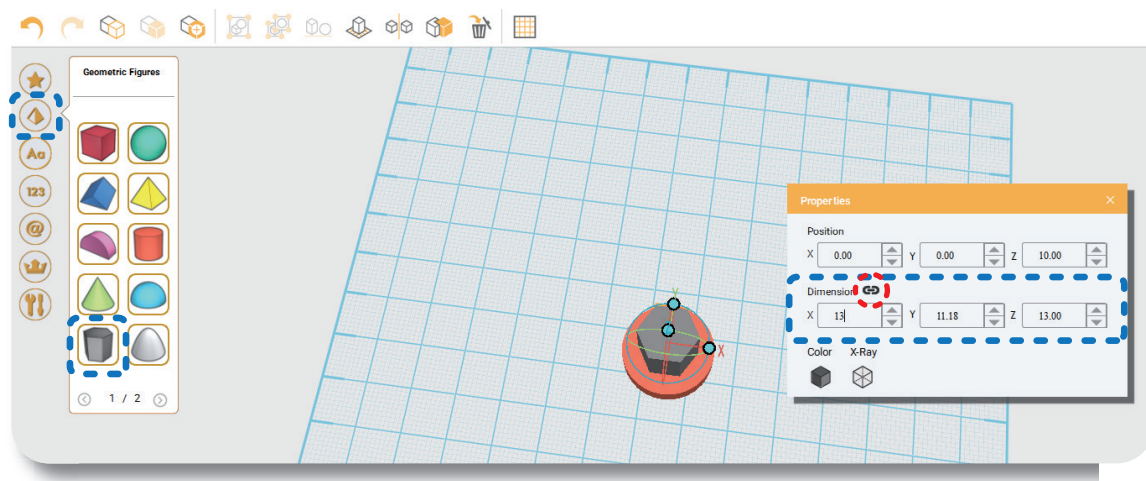 Geometric Figures
Aa
123
@
1 / 2
Y
X
Properties
Position
X 0.00 Y 0.00 Z 10.00
Dimension
X 13 Y 11.18 Z 13.00
Color X-Ray